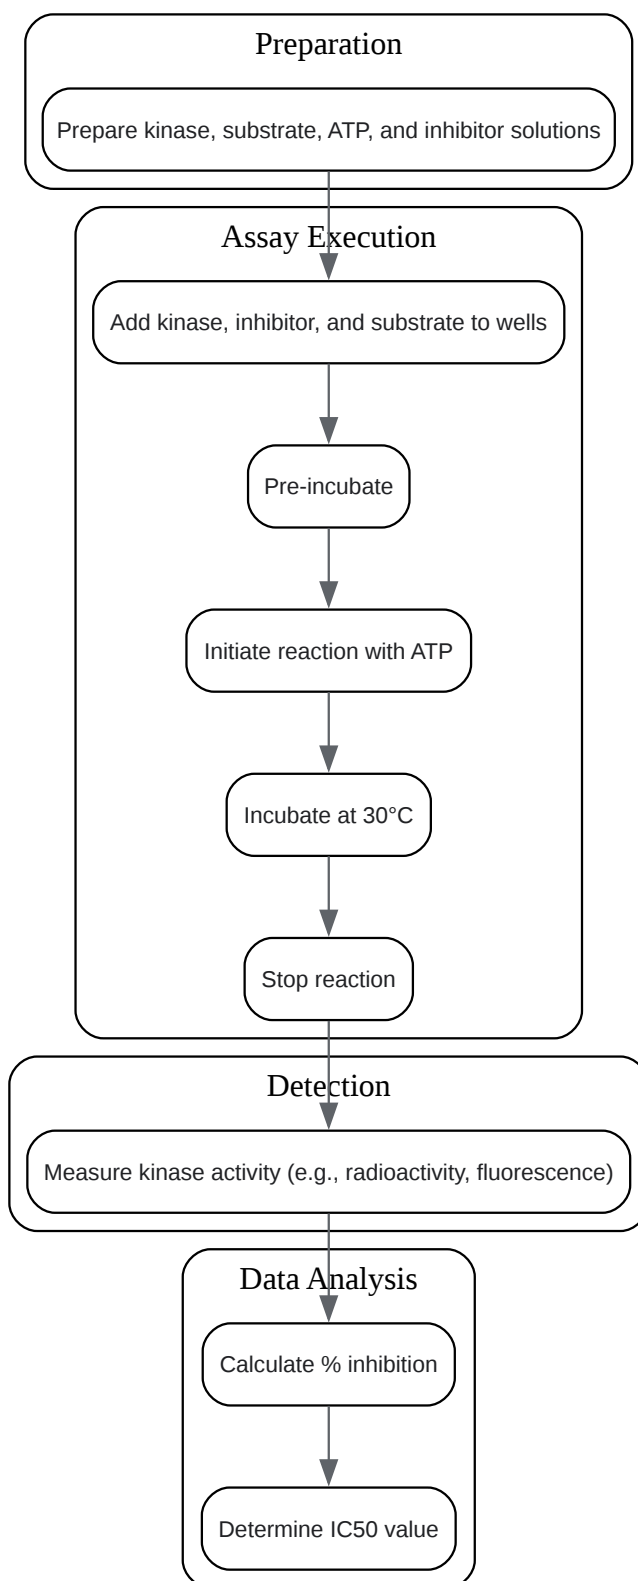 Preparation
Prepare kinase, substrate, ATP, and inhibitor solutions
Assay Execution
Add kinase, inhibitor, and substrate to wells
Pre-incubate
Initiate reaction with ATP
Incubate at 30°C
Stop reaction
Detection
Measure kinase activity (e.g., radioactivity, fluorescence)
Data Analysis
Calculate % inhibition
Determine IC50 value